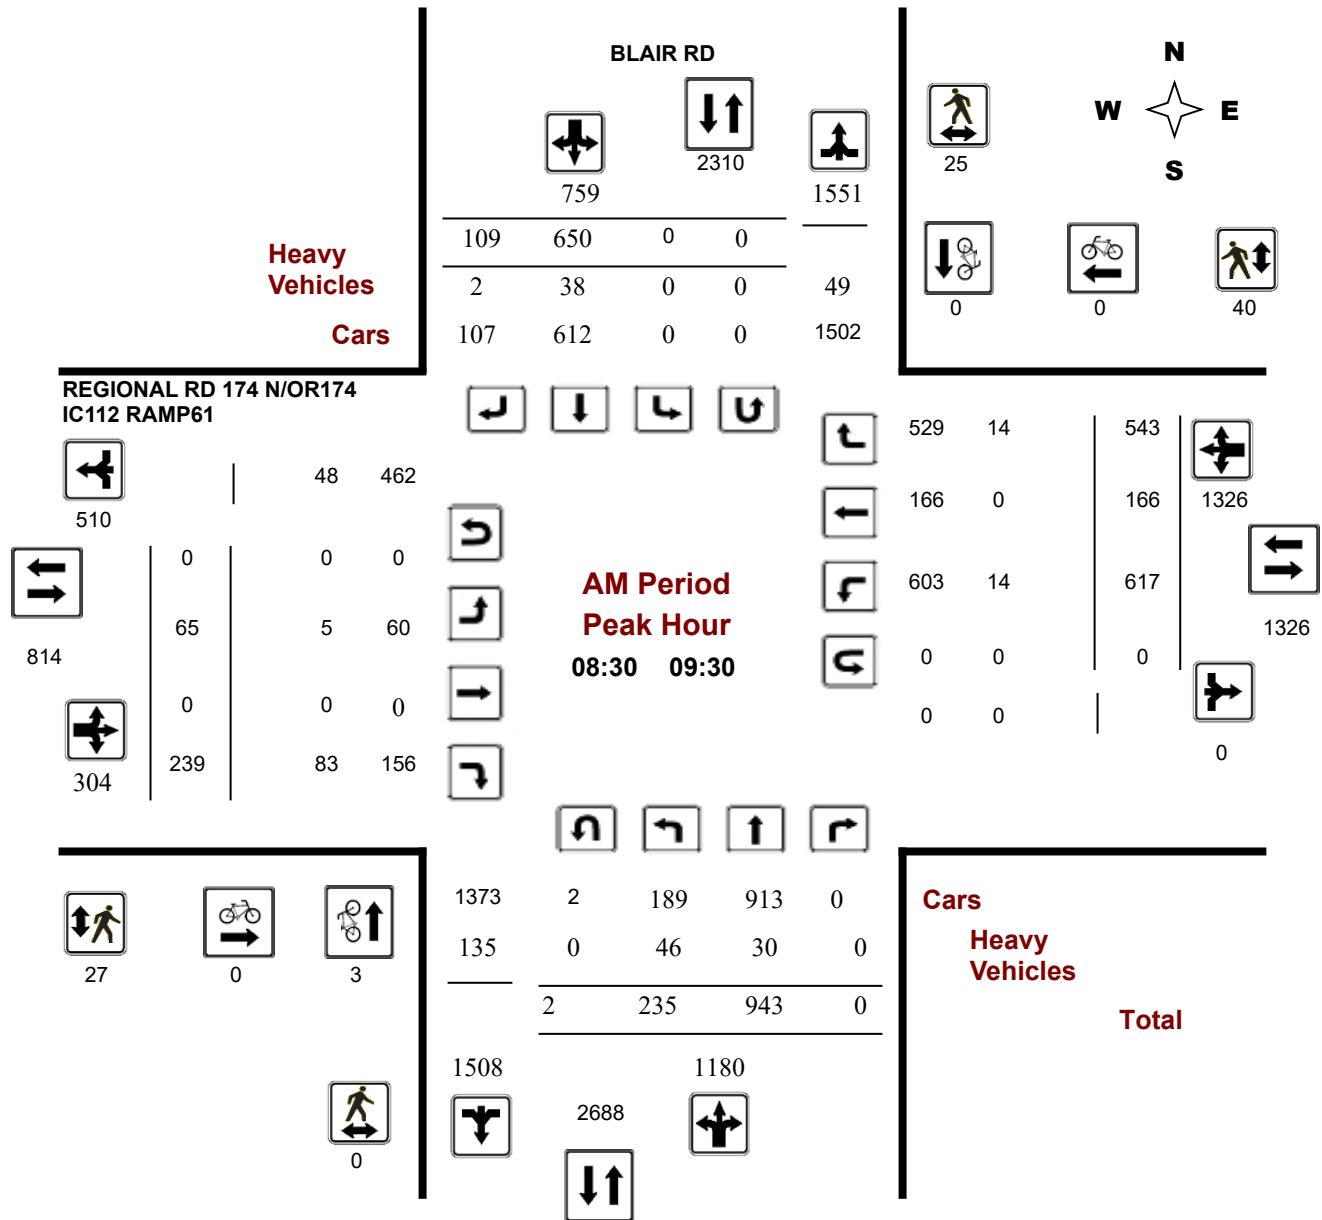 BLAIR RD
N
W E
S
2310
25
759
1551
109 650 0 0
Heavy
Vehicles
2 38 0 0 49
0 0 40
Cars
107 612 0 0 1502
REGIONAL RD 174 N/OR174
IC112 RAMP61
529 14 543
48 462
510
166 0 166 1326
0 0 0
AM Period
603 14 617
65 5 60
Peak Hour
1326
814
08:30 09:30
0 0 0
0 0 0
0 0
0
239 83 156
304
1373 2 189 913 0
Cars
135 0 46 30 0
Heavy
Vehicles
27 0 3
2 235 943 0
Total
1508 1180
2688
0